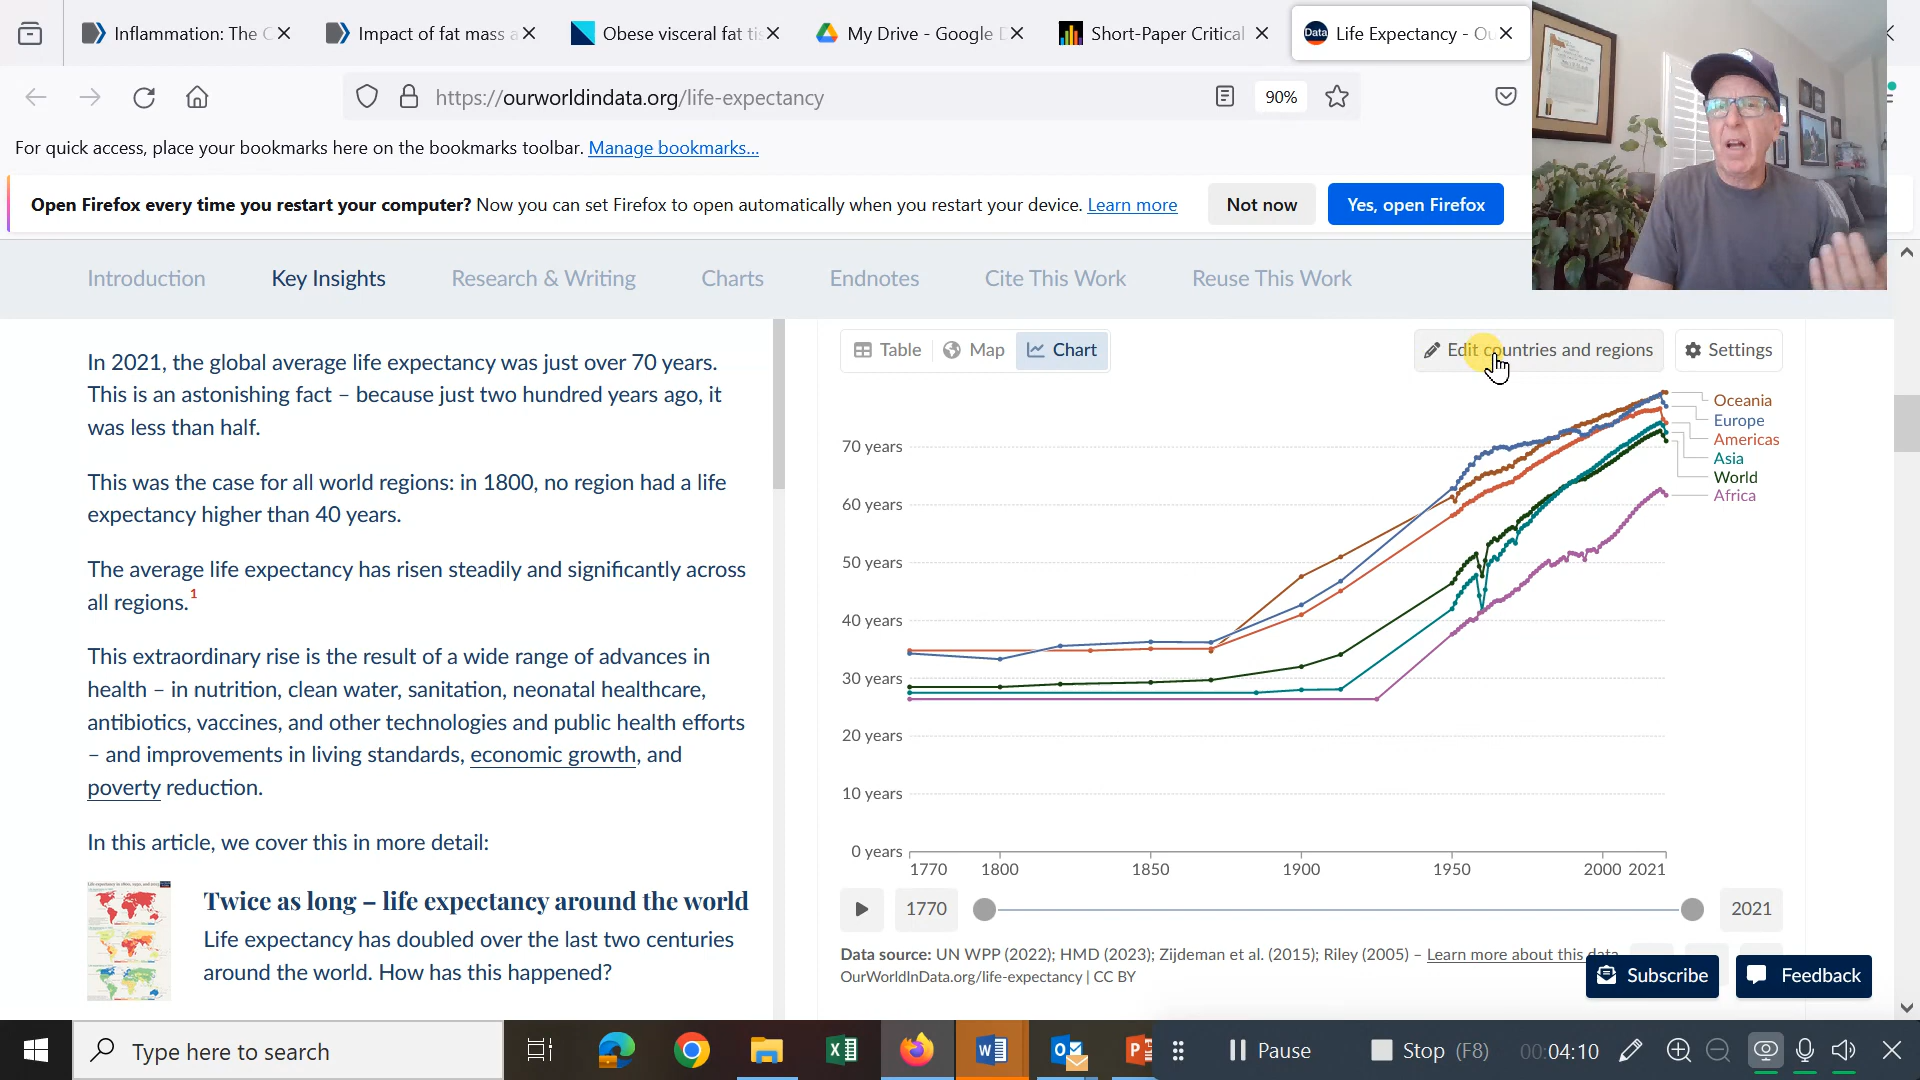 Inflammation: The C
Impact of fat mass a
Obese visceral fat tis
My Drive - Google D
Short-Paper Critical
Data
Life Expectancy - Ou
https://ourworldindata.org/life-expectancy
90%
For quick access, place your bookmarks here on the bookmarks toolbar. Manage bookmarks...
Open Firefox every time you restart your computer? Now you can set Firefox to open automatically when you restart your device. Learn more
Not now
Yes, open Firefox
Introduction
Key Insights
Research & Writing
Charts
Endnotes
Cite This Work
Reuse This Work
In 2021, the global average life expectancy was just over 70 years.
This is an astonishing fact – because just two hundred years ago, it
was less than half.
This was the case for all world regions: in 1800, no region had a life
expectancy higher than 40 years.
The average life expectancy has risen steadily and significantly across
all regions.1
This extraordinary rise is the result of a wide range of advances in
health – in nutrition, clean water, sanitation, neonatal healthcare,
antibiotics, vaccines, and other technologies and public health efforts
– and improvements in living standards, economic growth, and
poverty reduction.
In this article, we cover this in more detail:
Twice as long – life expectancy around the world
Life expectancy has doubled over the last two centuries
around the world. How has this happened?
Table
Map
Chart
Edit countries and regions
Settings
Oceania
Europe
Americas
Asia
World
Africa
70 years
60 years
50 years
40 years
30 years
20 years
10 years
0 years
1770
1800
1850
1900
1950
2000
2021
1770
2021
Data source: UN WPP (2022); HMD (2023); Zijdeman et al. (2015); Riley (2005) – Learn more about this data
OurWorldInData.org/life-expectancy | CC BY
Subscribe
Feedback
Type here to search
Pause
Stop (F8)
00:04:10